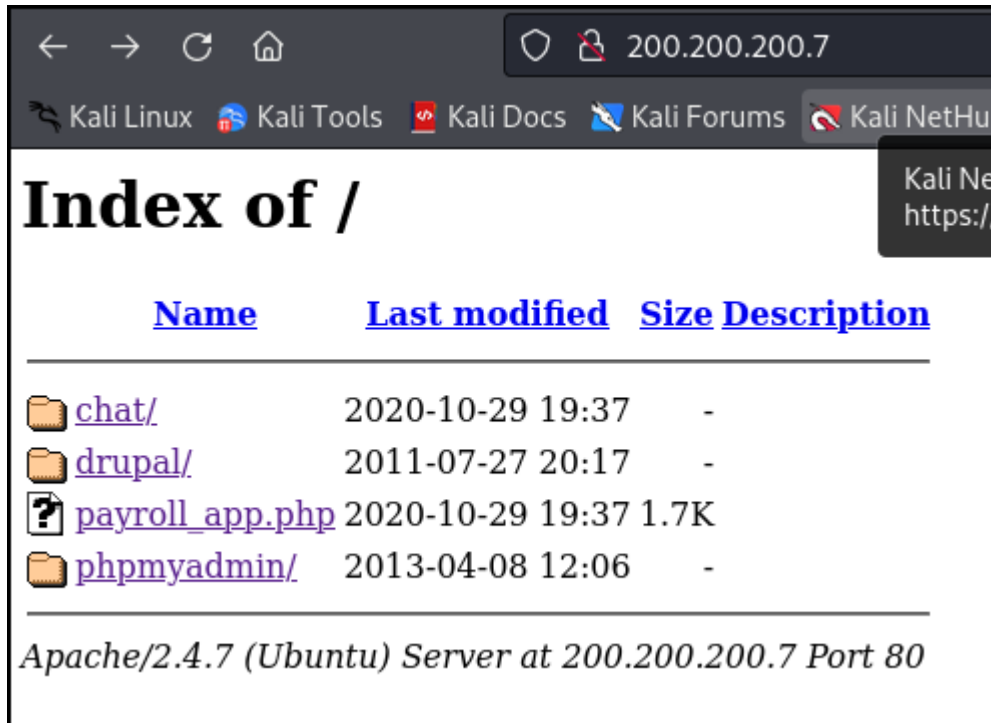 200.200.200.7
Kali Linux Kali Tools Kali Docs Kali Forums Kali NetHu
Kali Ne
https:/
Index of /
Name Last modified Size Description
chat/ 2020-10-29 19:37 -
drupal/ 2011-07-27 20:17 -
payroll_app.php 2020-10-29 19:37 1.7K
phpmyadmin/ 2013-04-08 12:06 -
Apache/2.4.7 (Ubuntu) Server at 200.200.200.7 Port 80